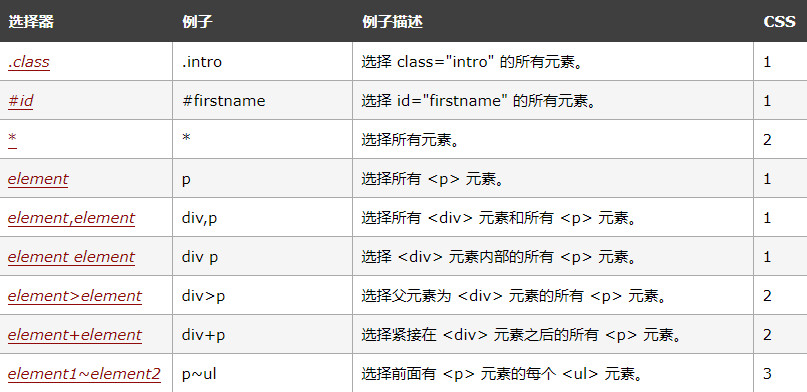 选择器 例子 例子描述 CSS
.class .intro 选择 class="intro" 的所有元素。 1
#id #firstname 选择 id="firstname" 的所有元素。 1
* * 选择所有元素。 2
element p 选择所有 <p> 元素。 1
element,element div,p 选择所有 <div> 元素和所有 <p> 元素。 1
element element div p 选择 <div> 元素内部的所有 <p> 元素。 1
element>element div>p 选择父元素为 <div> 元素的所有 <p> 元素。 2
element+element div+p 选择紧接在 <div> 元素之后的所有 <p> 元素。 2
element1~element2 p~ul 选择前面有 <p> 元素的每个 <ul> 元素。 3